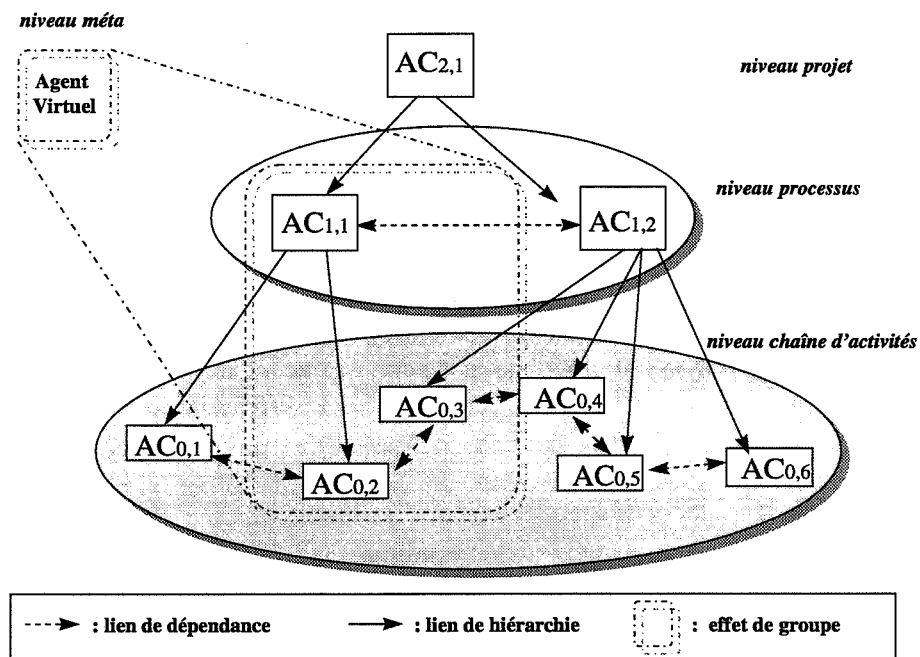 niveau méta
Agent
Virtuel
AC2,1
niveau projet
niveau processus
AC1,1
AC1,2
niveau chaîne d'activités
AC0,3
AC0,4
AC0,1
AC0,2
AC0,5
AC0,6
: lien de dépendance
: lien de hiérarchie
: effet de groupe